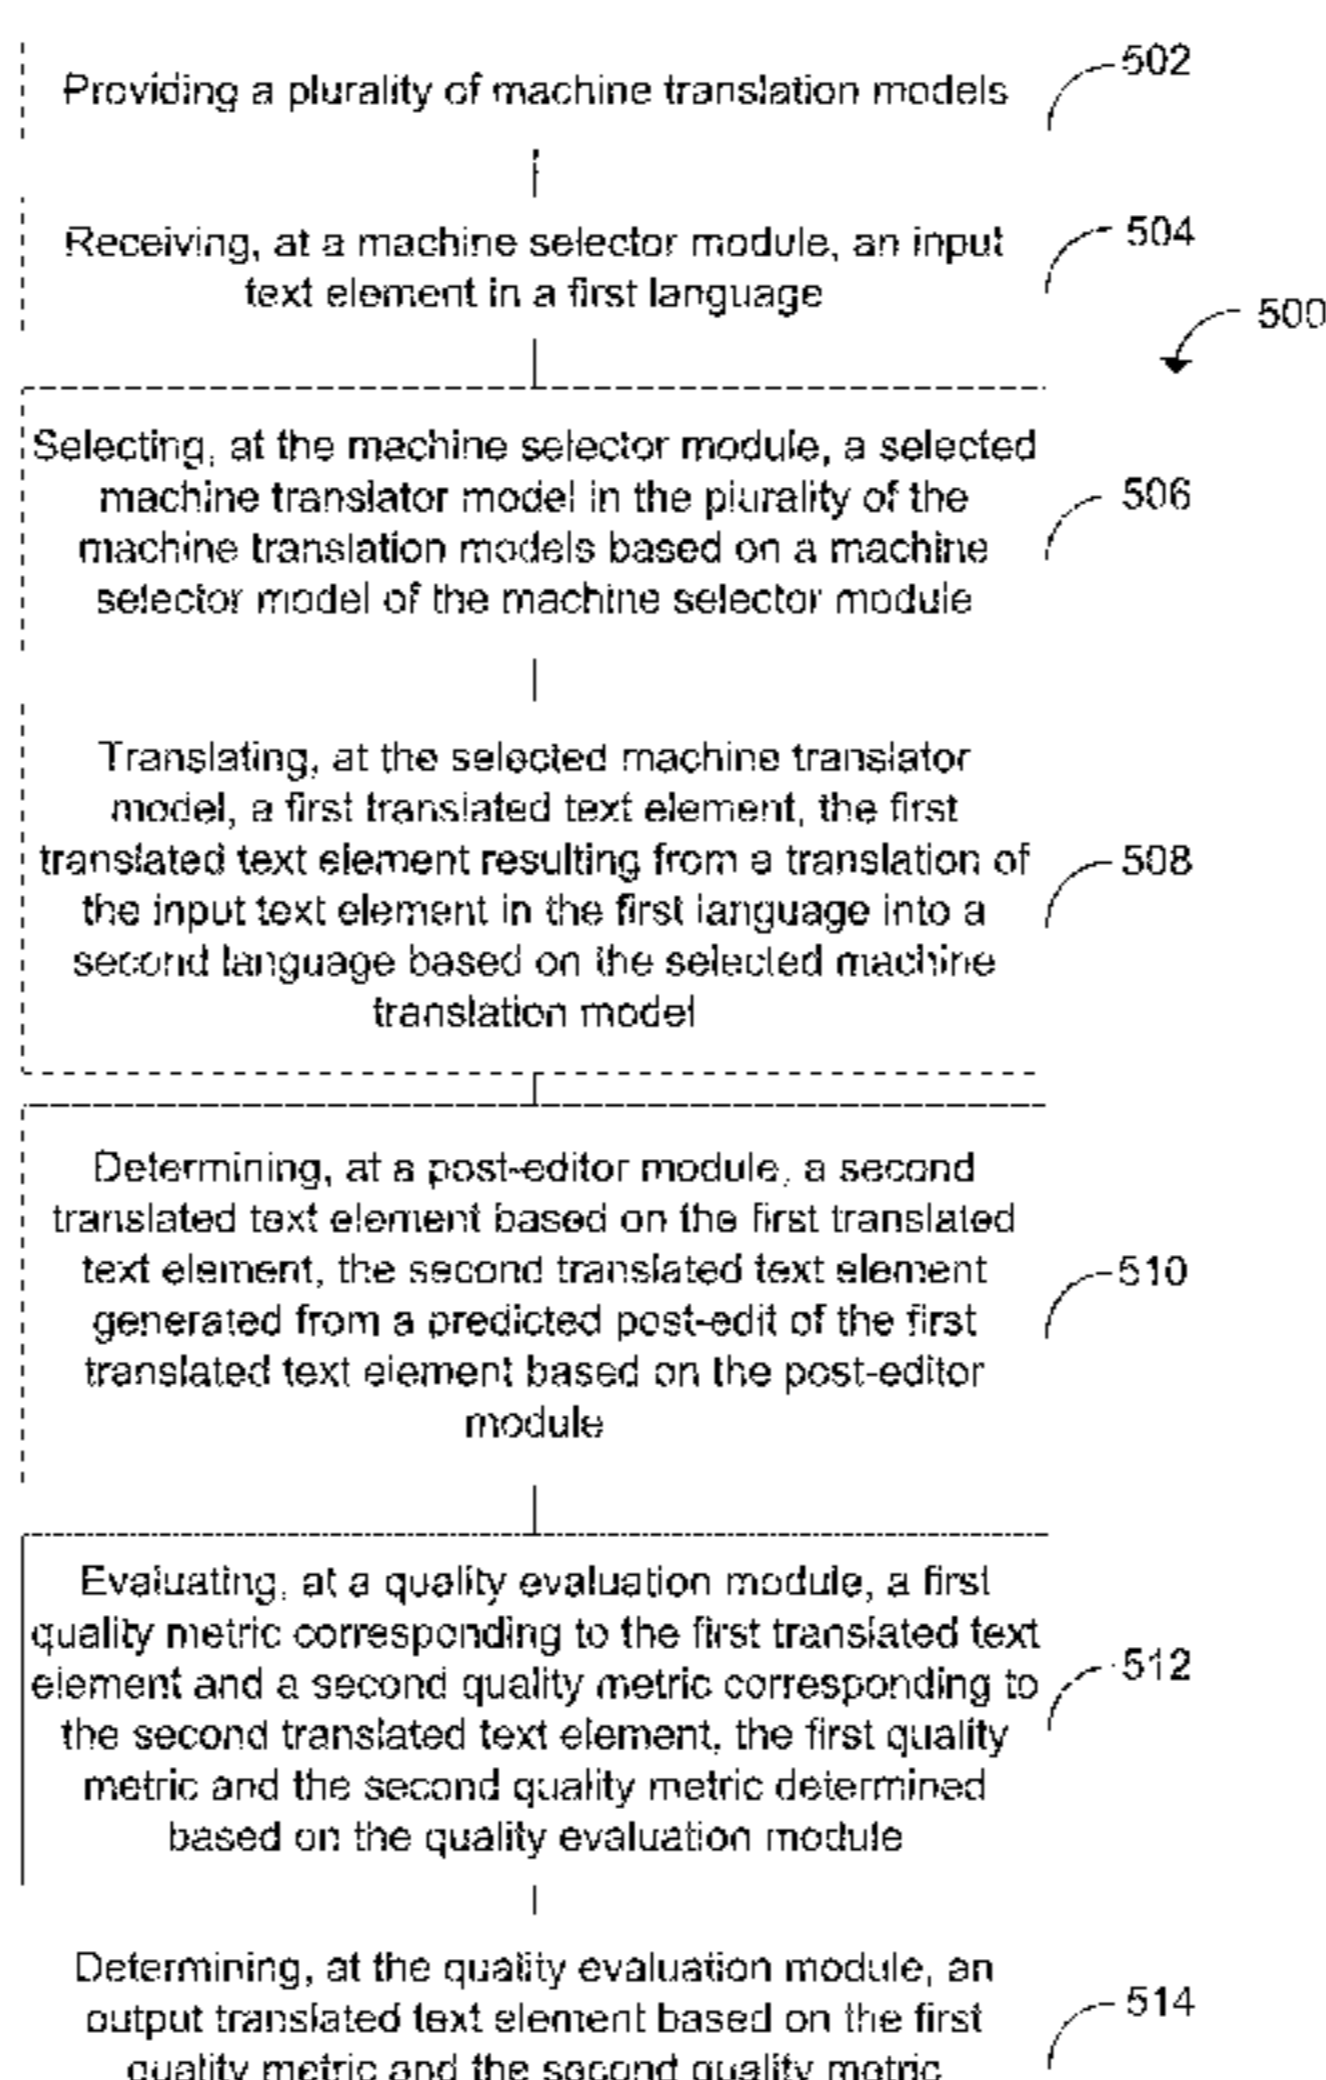 Providing a plurality of machine translation models
502
Receiving, at a machine selector module, an input
text element in a first language
504
500
Selecting, at the machine selector module, a selected
machine translator model in the plurality of the
machine translation models based on a machine
selector model of the machine selector module
506
Translating, at the selected machine translator
model, a first translated text element, the first
translated text element resulting from a translation of
the input text element in the first language into a
second language based on the selected machine
translation model
508
Determining, at a post-editor module, a second
translated text element based on the first translated
text element, the second translated text element
generated from a predicted post-edit of the first
translated text element based on the post-editor
module
510
Evaluating, at a quality evaluation module, a first
quality metric corresponding to the first translated text
element and a second quality metric corresponding to
the second translated text element, the first quality
metric and the second quality metric determined
based on the quality evaluation module
512
Determining, at the quality evaluation module, an
output translated text element based on the first
quality metric and the second quality metric
514